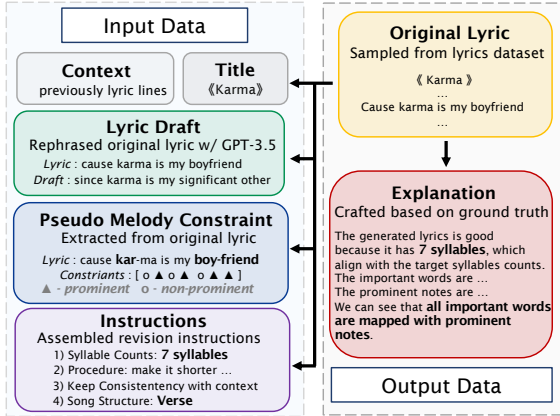 Input Data
Context
previously lyric lines
Title
《Karma》
Lyric Draft
Rephrased original lyric w/ GPT-3.5
Lyric : cause karma is my boyfriend
Draft : since karma is my significant other
Pseudo Melody Constraint
Extracted from original lyric
Lyric : cause kar-ma is my boy-friend
Constriants : [ o ▲ o ▲ o ▲ ▲ ]
▲ - prominent o - non-prominent
Instructions
Assembled revision instructions
1) Syllable Counts: 7 syllables
2) Procedure: make it shorter ...
3) Keep Consistentency with context
4) Song Structure: Verse
Original Lyric
Sampled from lyrics dataset
《 Karma 》
...
Cause karma is my boyfriend
...
Explanation
Crafted based on ground truth
The generated lyrics is good
because it has 7 syllables, which
align with the target syllables counts.
The important words are ...
The prominent notes are ...
We can see that all important words
are mapped with prominent
notes.
Output Data